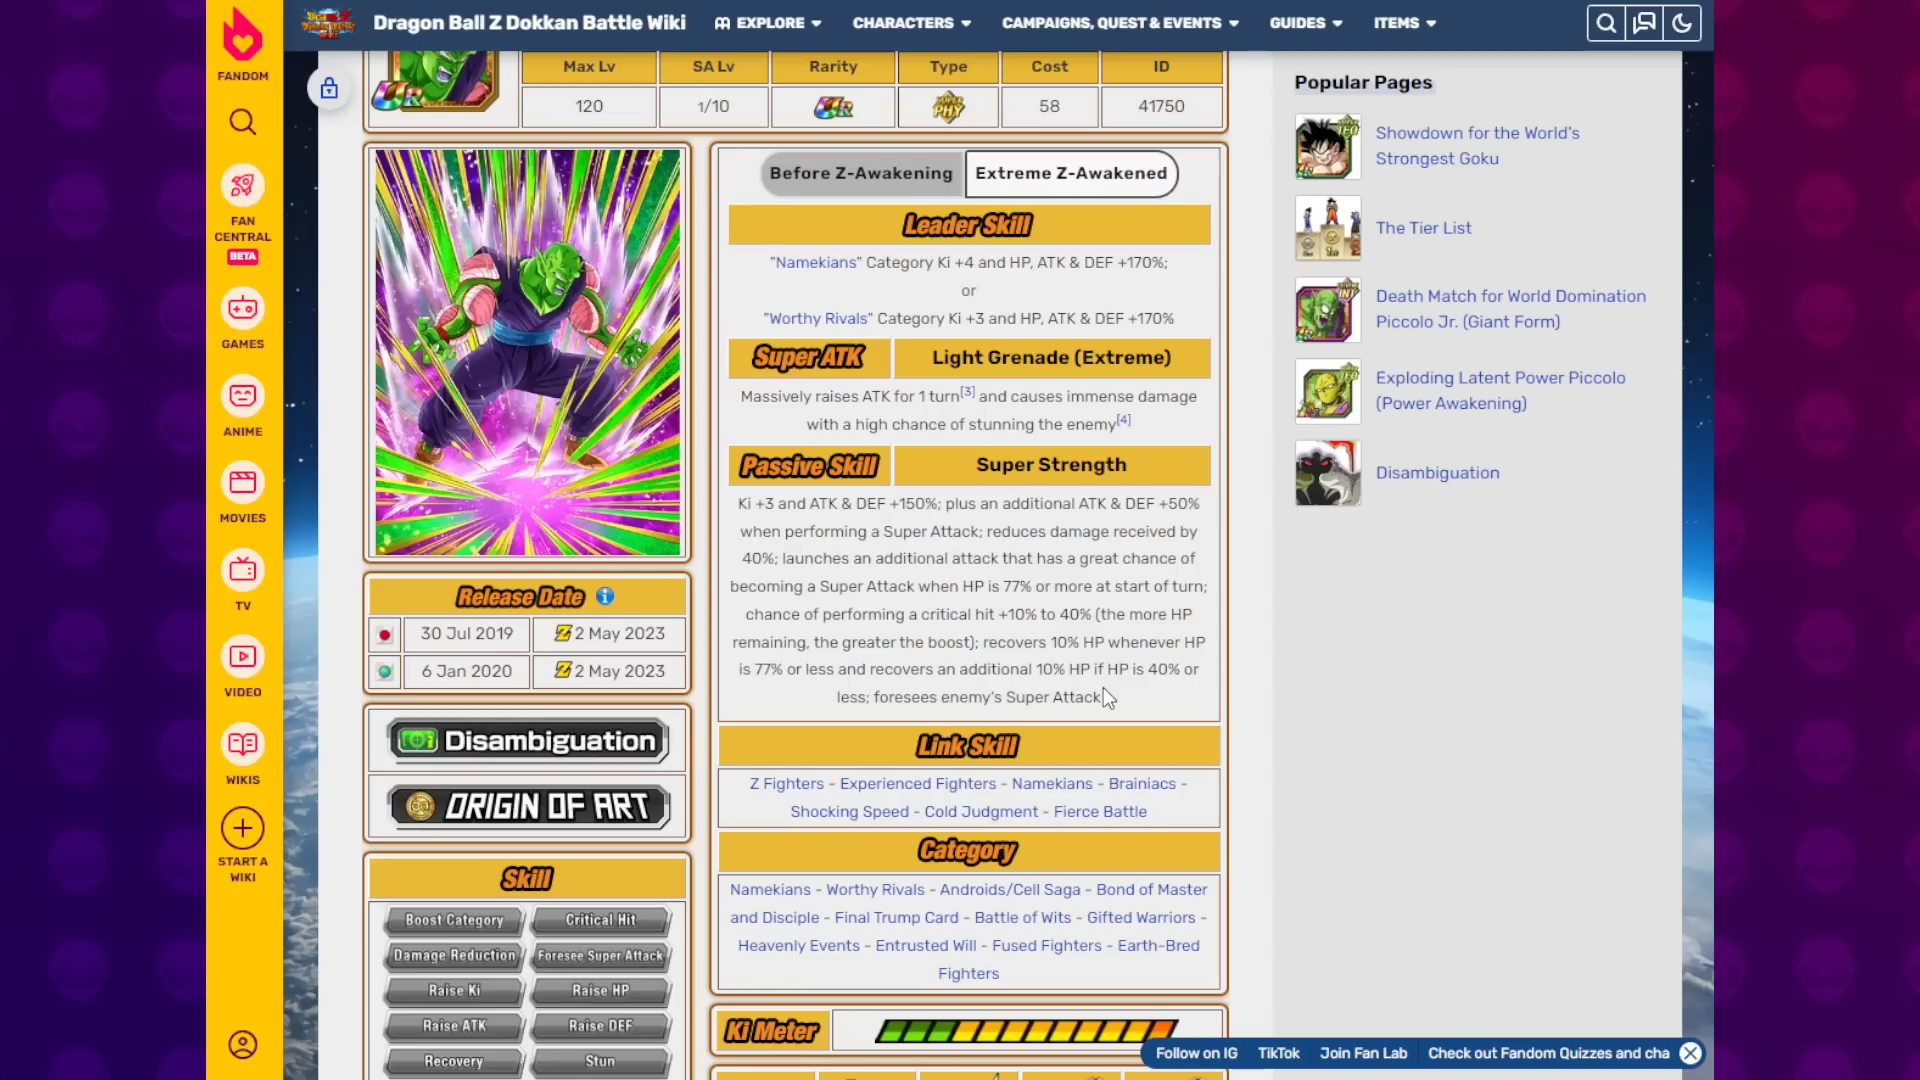 FANDOM
FAN
CENTRAL
BETA
GAMES
ANIME
MOVIES
TV
VIDEO
WIKIS
START A
WIKI
Dragon Ball Z Dokkan Battle Wiki
EXPLORE
CHARACTERS
CAMPAIGNS, QUEST & EVENTS
GUIDES
ITEMS
Max Lv
SA Lv
Rarity
Type
Cost
ID
UR
120
1/10
UR
SUPER PHY
58
41750
Before Z-Awakening
Extreme Z-Awakened
Leader Skill
"Namekians" Category Ki +4 and HP, ATK & DEF +170%;
or
"Worthy Rivals" Category Ki +3 and HP, ATK & DEF +170%
Super ATK
Light Grenade (Extreme)
Massively raises ATK for 1 turn[3] and causes immense damage
with a high chance of stunning the enemy[4]
Passive Skill
Super Strength
Ki +3 and ATK & DEF +150%; plus an additional ATK & DEF +50%
when performing a Super Attack; reduces damage received by
40%; launches an additional attack that has a great chance of
becoming a Super Attack when HP is 77% or more at start of turn;
chance of performing a critical hit +10% to 40% (the more HP
remaining, the greater the boost); recovers 10% HP whenever HP
is 77% or less and recovers an additional 10% HP if HP is 40% or
less; foresees enemy's Super Attack
Link Skill
Z Fighters - Experienced Fighters - Namekians - Brainiacs -
Shocking Speed - Cold Judgment - Fierce Battle
Category
Namekians - Worthy Rivals - Androids/Cell Saga - Bond of Master
and Disciple - Final Trump Card - Battle of Wits - Gifted Warriors -
Heavenly Events - Entrusted Will - Fused Fighters - Earth-Bred
Fighters
Ki Meter
Release Date
30 Jul 2019
Z 2 May 2023
6 Jan 2020
Z 2 May 2023
Disambiguation
ORIGIN OF ART
Skill
Boost Category
Critical Hit
Damage Reduction
Foresee Super Attack
Raise Ki
Raise HP
Raise ATK
Raise DEF
Recovery
Stun
Popular Pages
Showdown for the World's
Strongest Goku
The Tier List
Death Match for World Domination
Piccolo Jr. (Giant Form)
Exploding Latent Power Piccolo
(Power Awakening)
Disambiguation
Follow on IG
TikTok
Join Fan Lab
Check out Fandom Quizzes and cha